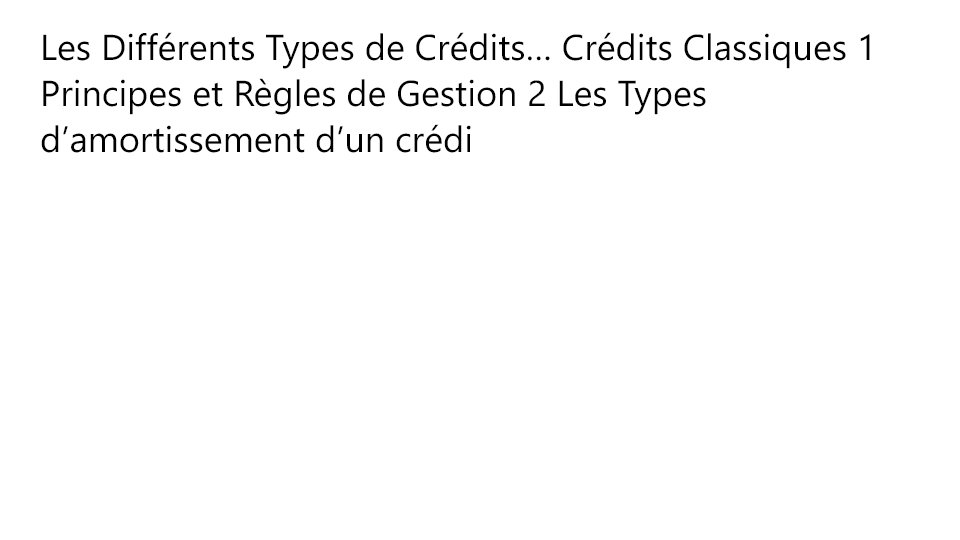 Les Différents Types de Crédits… Crédits Classiques 1
Principes et Règles de Gestion 2 Les Types
d’amortissement d’un crédi